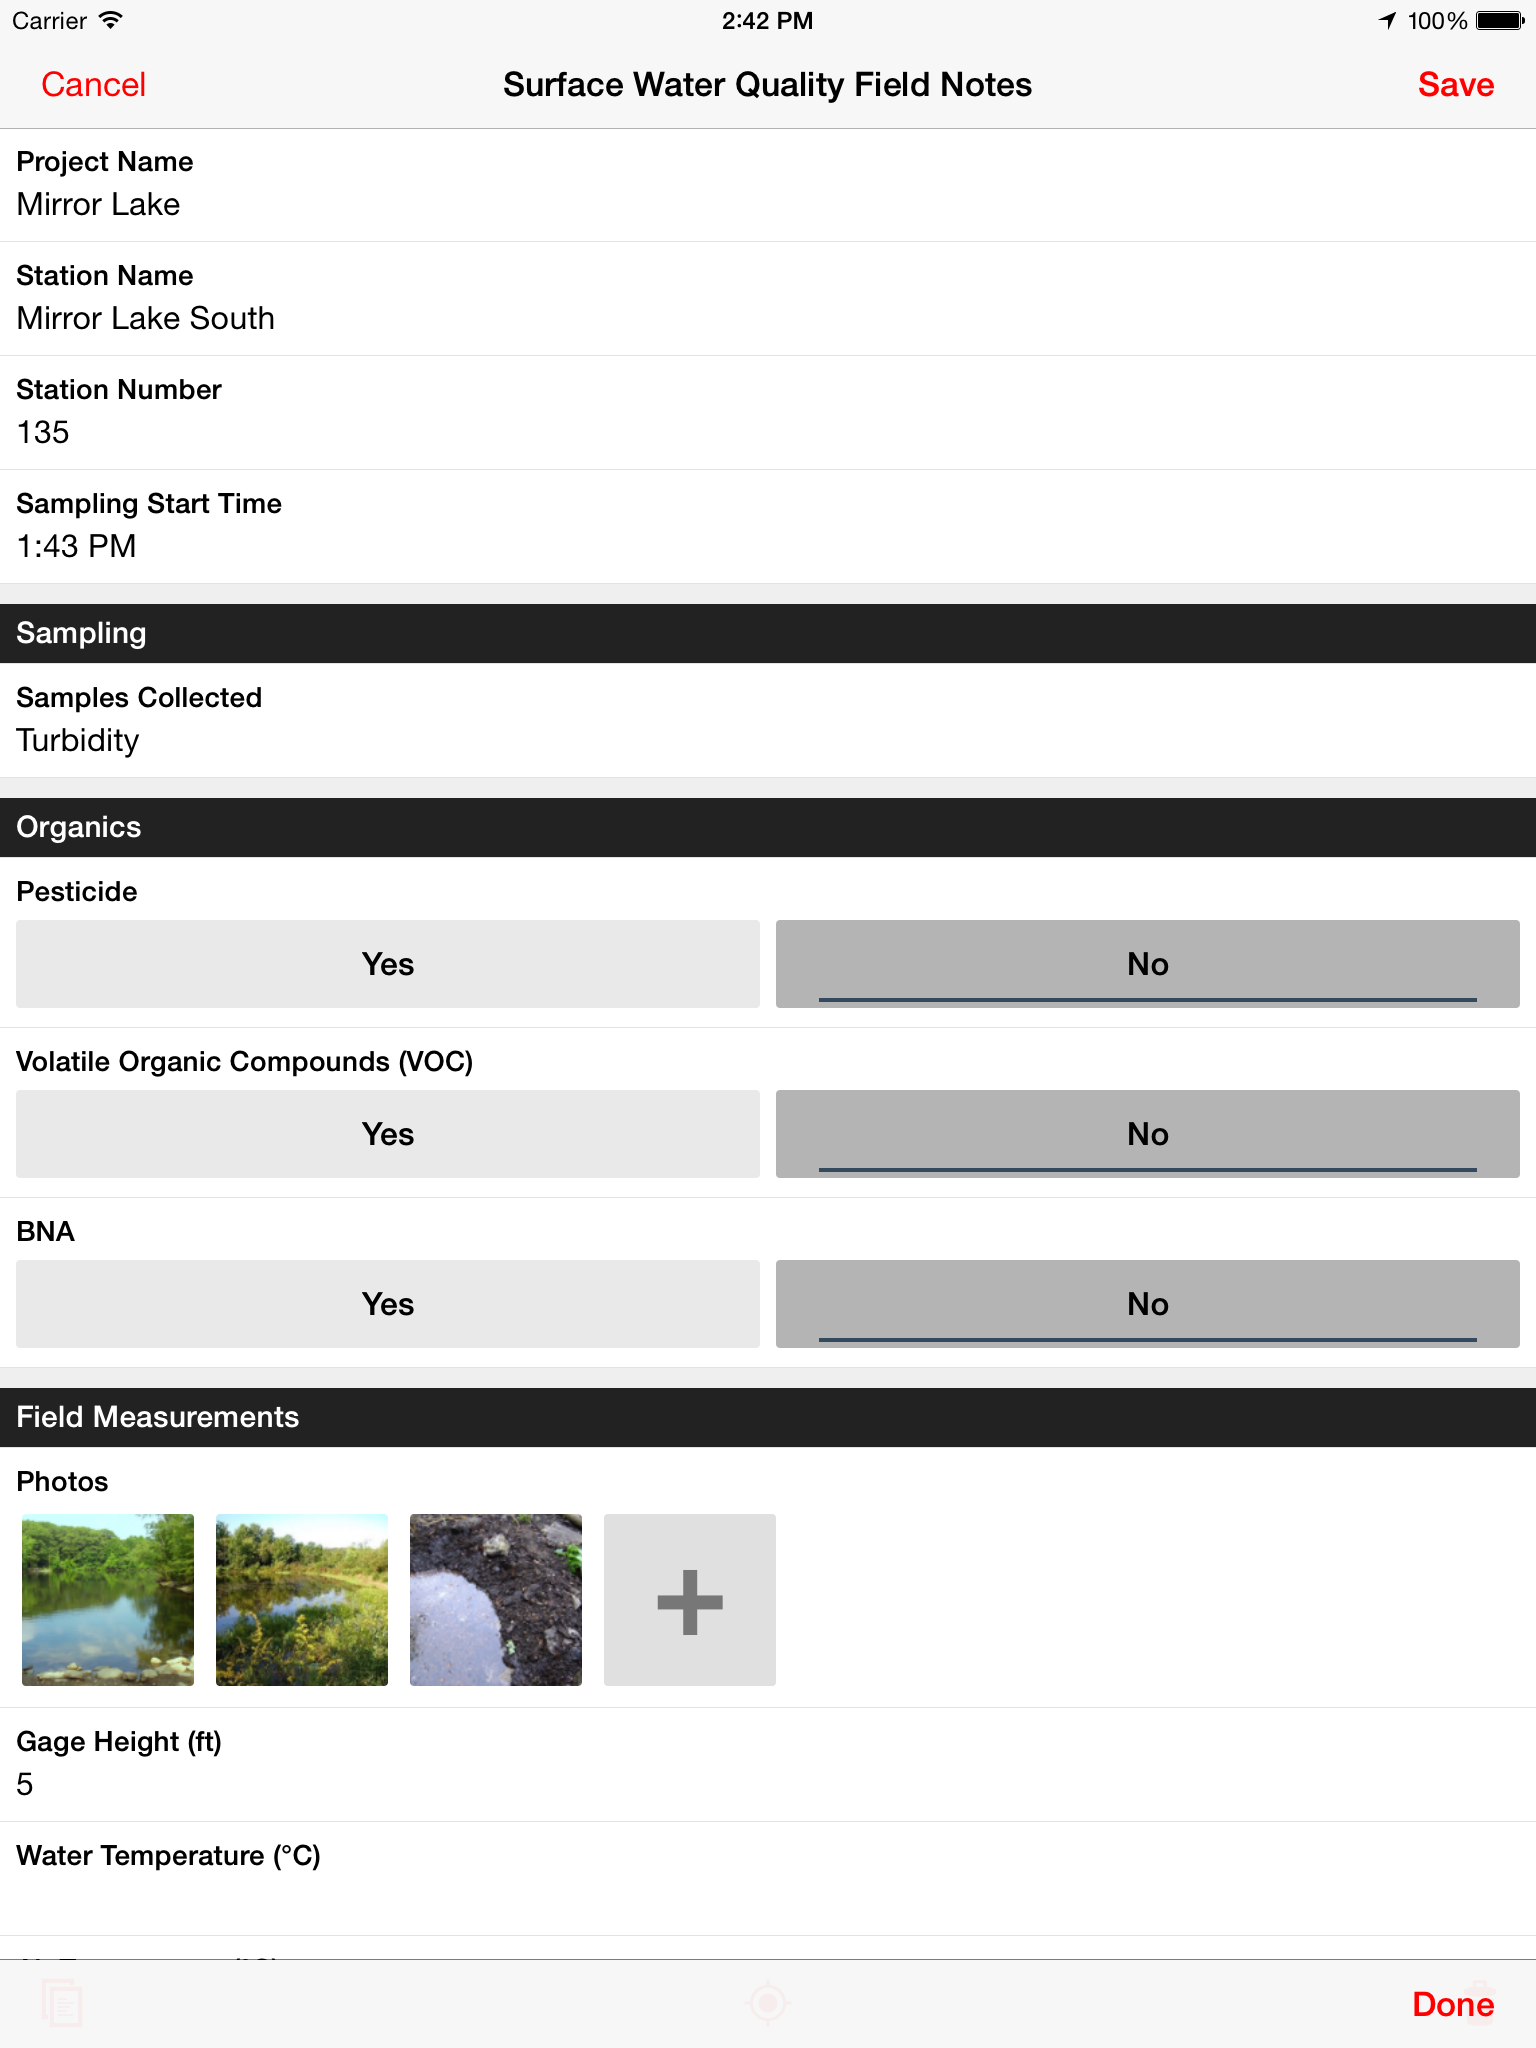 Carrier 2:42 PM 100%
Cancel Surface Water Quality Field Notes Save
Project Name
Mirror Lake
Station Name
Mirror Lake South
Station Number
135
Sampling Start Time
1:43 PM
Sampling
Samples Collected
Turbidity
Organics
Pesticide
Yes No
Volatile Organic Compounds (VOC)
Yes No
BNA
Yes No
Field Measurements
Photos
Gage Height (ft)
5
Water Temperature (°C)
Done